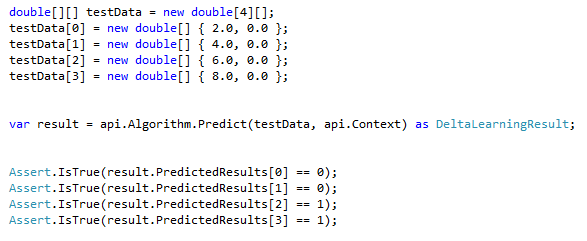 double[][] testData = new double[4][];
testData[0] = new double[] { 2.0, 0.0 };
testData[1] = new double[] { 4.0, 0.0 };
testData[2] = new double[] { 6.0, 0.0 };
testData[3] = new double[] { 8.0, 0.0 };
var result = api.Algorithm.Predict(testData, api.Context) as DeltaLearningResult;
Assert.IsTrue(result.PredictedResults[0] == 0);
Assert.IsTrue(result.PredictedResults[1] == 0);
Assert.IsTrue(result.PredictedResults[2] == 1);
Assert.IsTrue(result.PredictedResults[3] == 1);